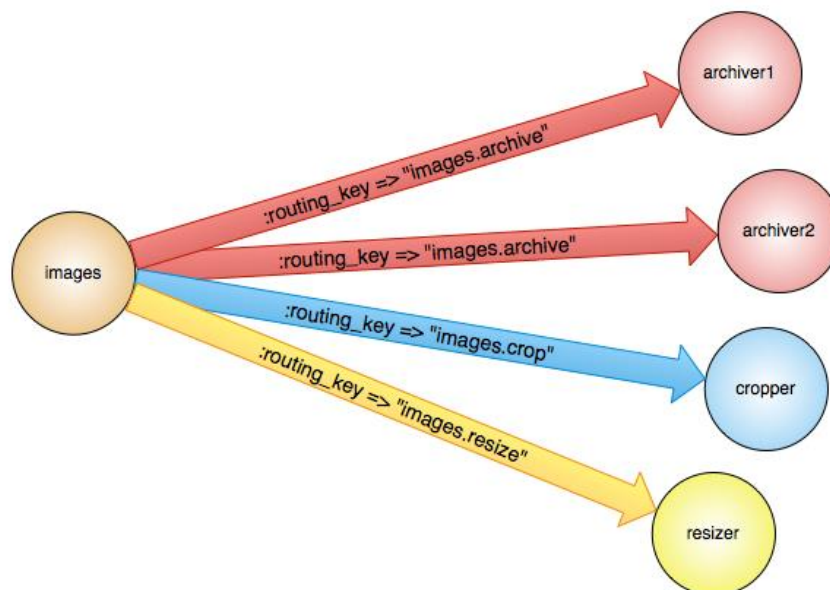 archiver1
:routing_key => "images.archive"
archiver2
:routing_key => "images.archive"
images
:routing_key => "images.crop"
cropper
:routing_key => "images.resize"
resizer